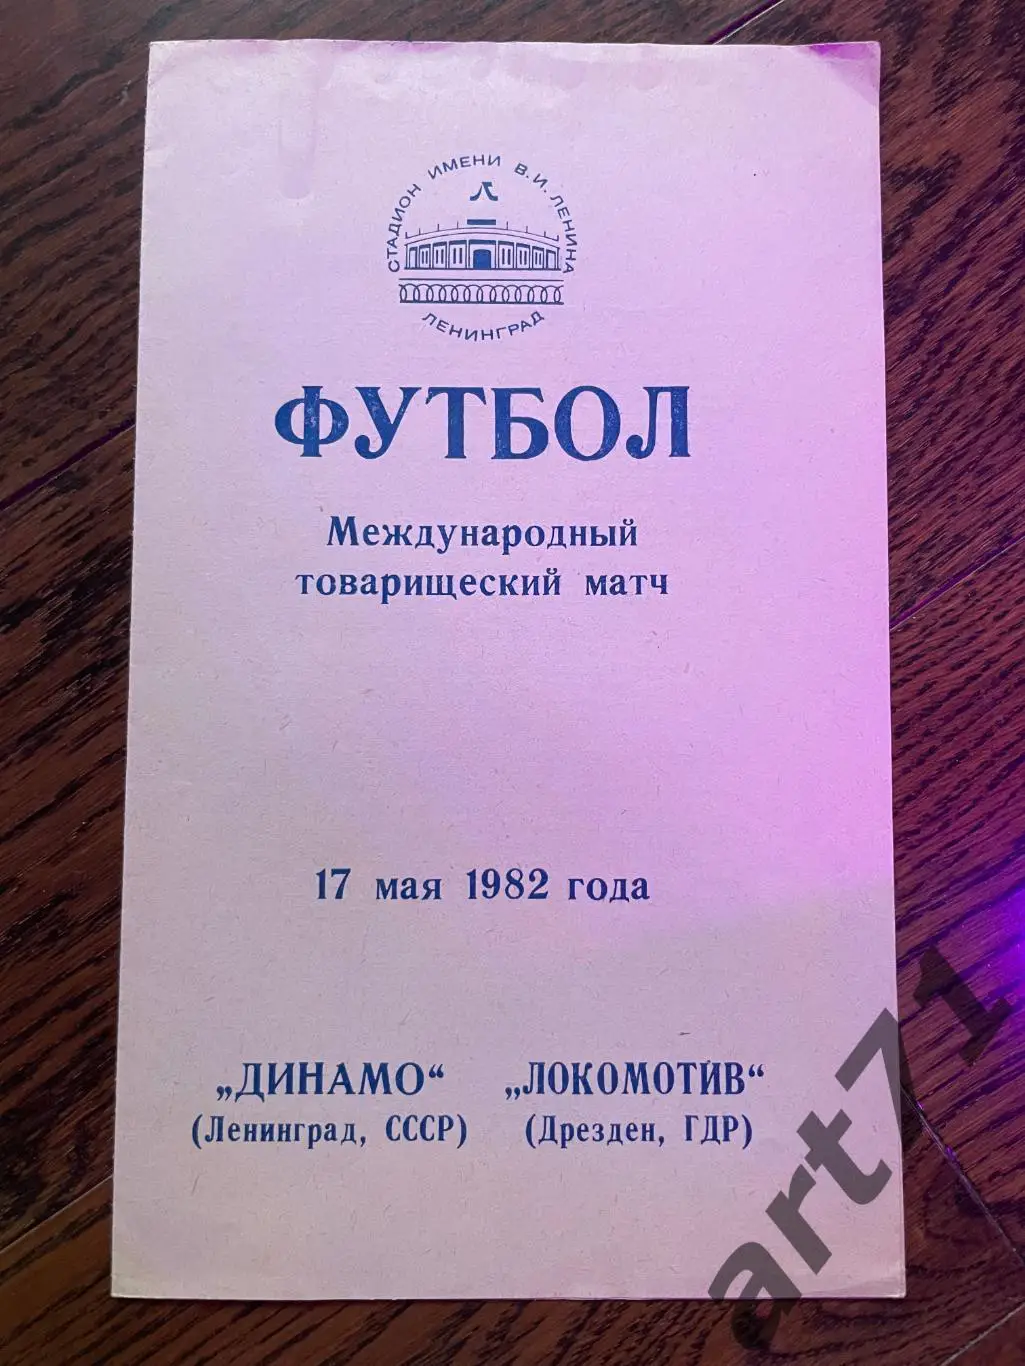 СТАДИОН ИМЕНИ В.И. ЛЕНИНА
Л
ЛЕНИНГРАД
ФУТБОЛ
Международный
товарищеский матч
17 мая 1982 года
„ДИНАМО“ „ЛОКОМОТИВ“
(Ленинград, СССР) (Дрезден, ГДР)
art71